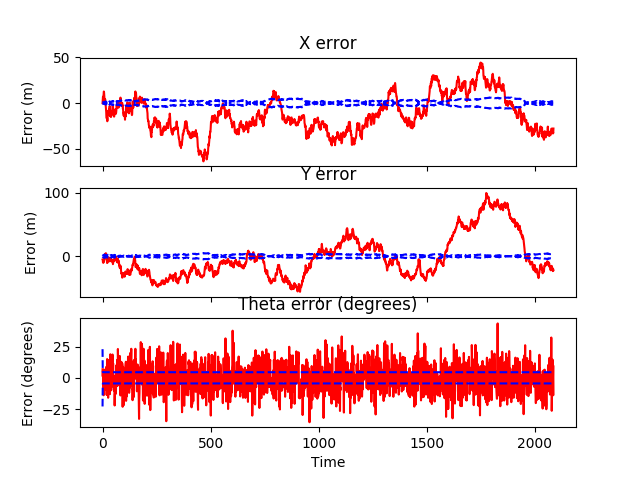 X error
50
0
−50
Error (m)
Y error
100
0
Error (m)
Theta error (degrees)
25
0
−25
Error (degrees)
0 500 1000 1500 2000
Time